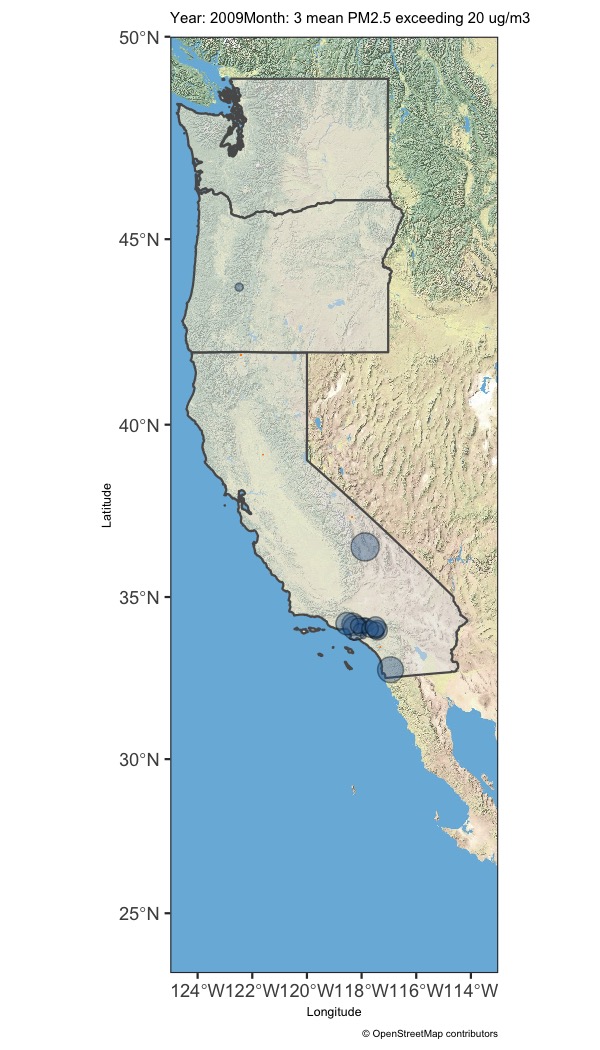 Year: 2009Month: 3 mean PM2.5 exceeding 20 ug/m3
50°N
45°N
40°N
35°N
30°N
25°N
Latitude
124°W122°W120°W118°W116°W114°W
Longitude
© OpenStreetMap contributors